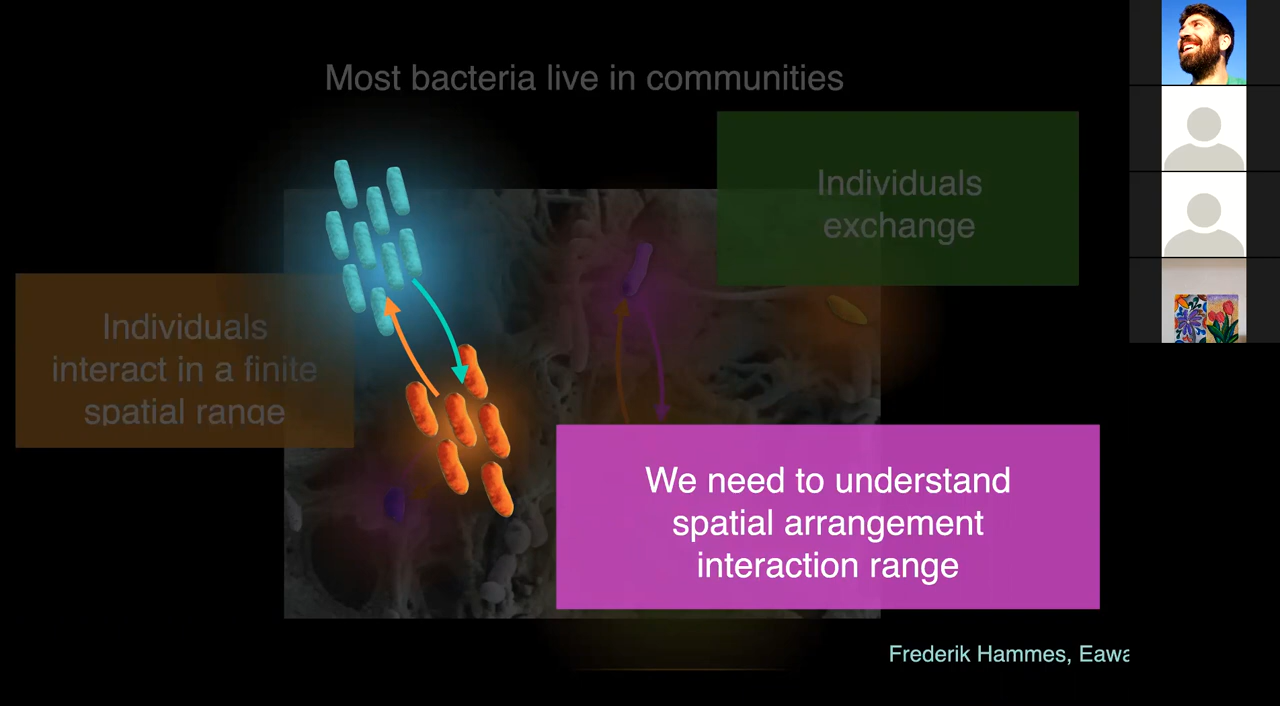 Most bacteria live in communities
Individuals
exchange
Individuals
interact in a finite
spatial range
We need to understand
spatial arrangement
interaction range
Frederik Hammes, Eawa